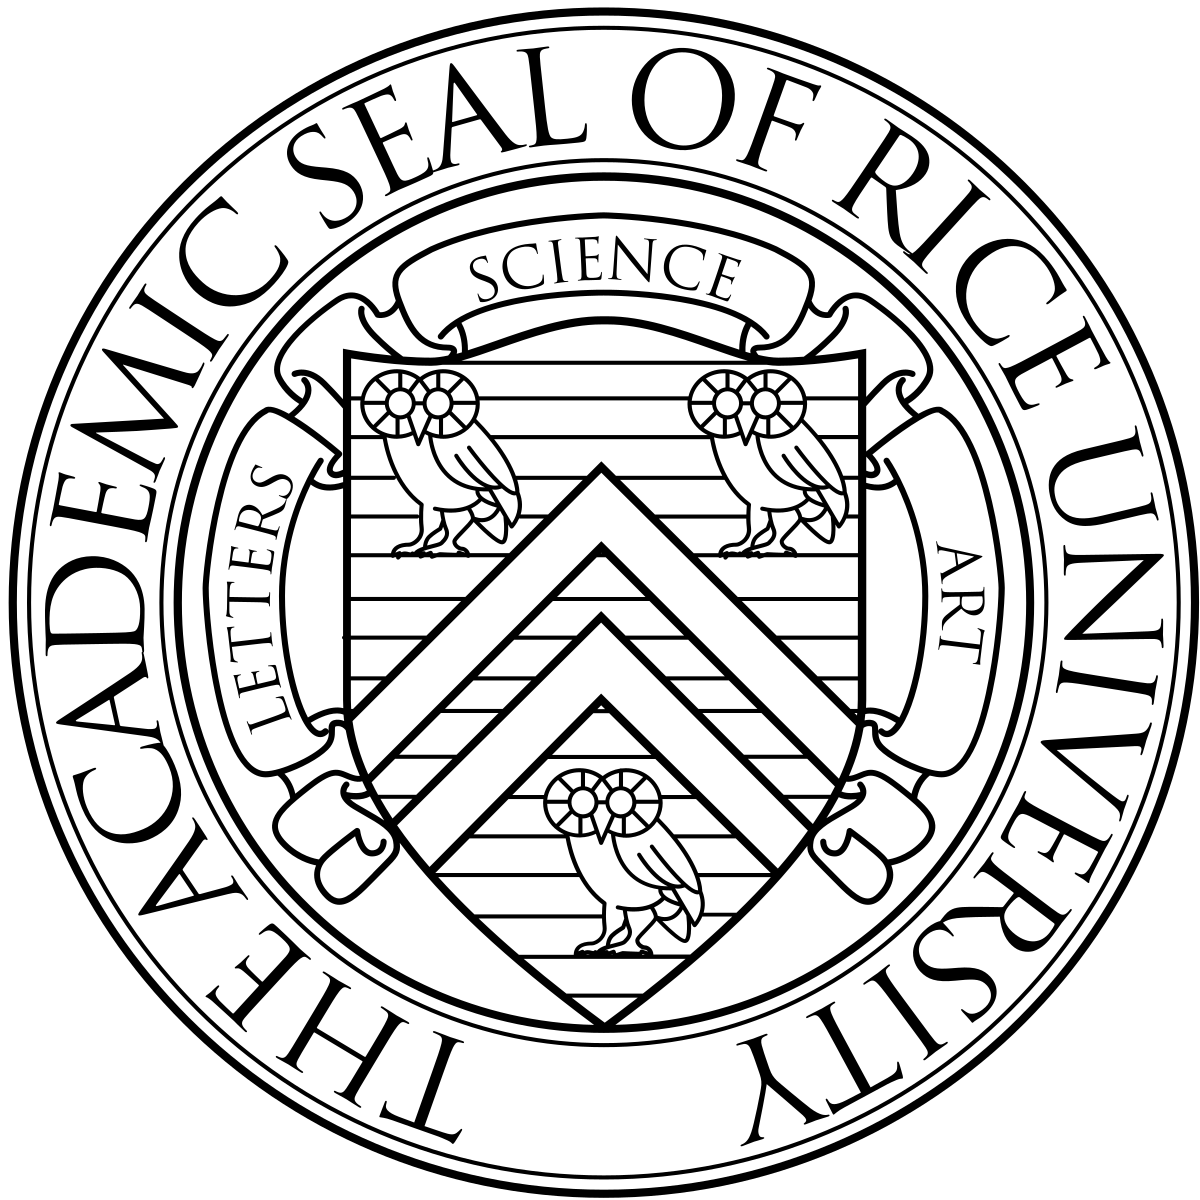 THE ACADEMIC SEAL OF RICE UNIVERSITY
LETTERS
SCIENCE
ART